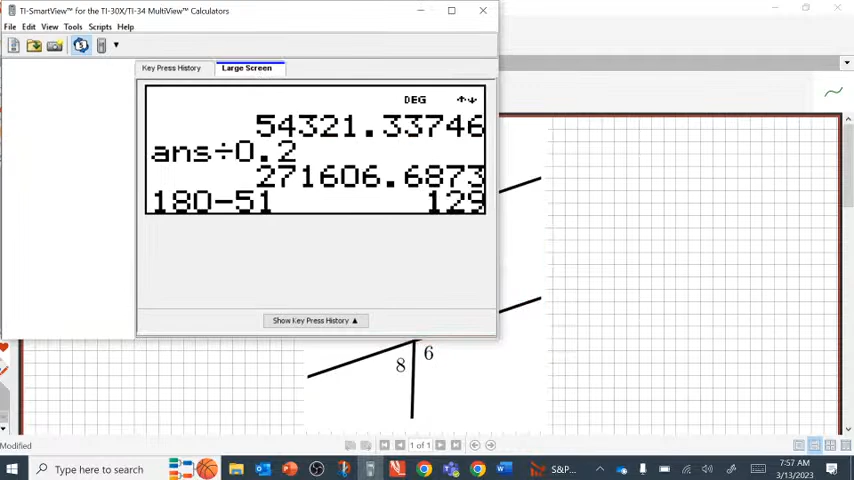 TI-SmartView™ for the TI-30X/TI-34 MultiView™ Calculators
File Edit View Tools Scripts Help
Key Press History Large Screen
DEG
54321.33746
ans÷0.2
271606.6873
180-51 129
Show Key Press History ▲
8 6
1 of 1
Modified
Type here to search
S&P...
7:57 AM
3/13/2023